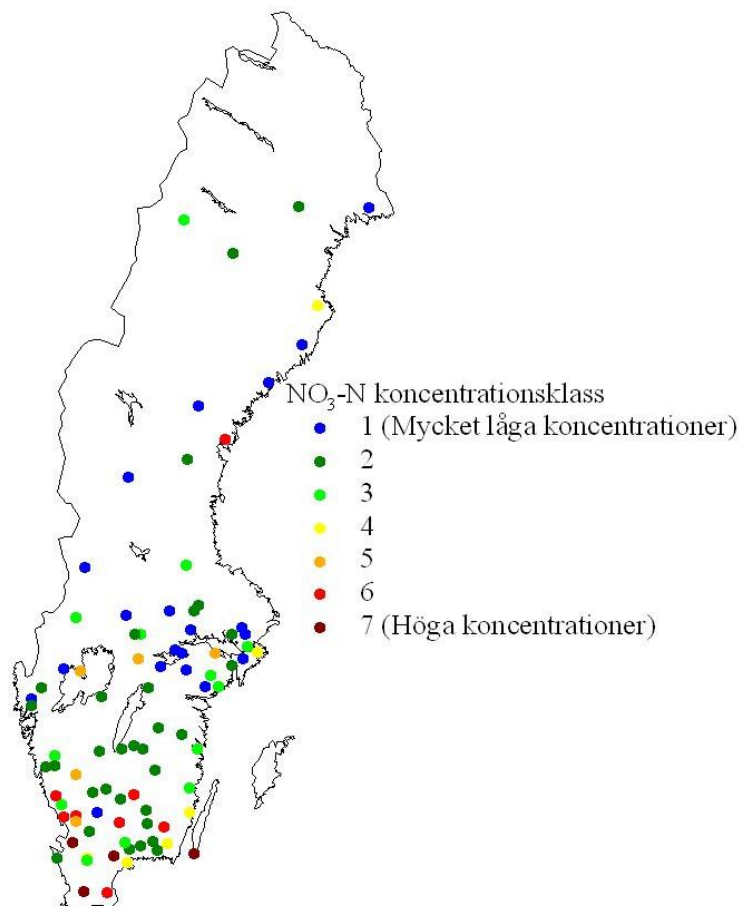 NO₃-N koncentrationsklass
1 (Mycket låga koncentrationer)
2
3
4
5
6
7 (Höga koncentrationer)